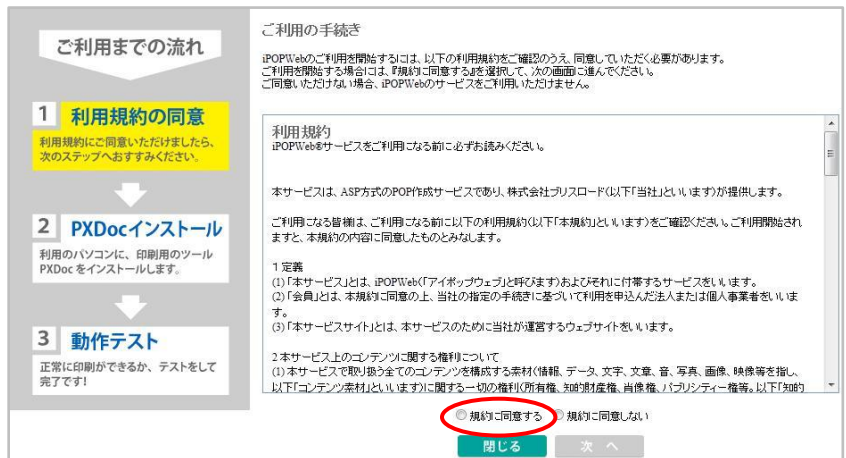 ご利用までの流れ
1 利用規約の同意
利用規約にご同意いただけましたら、
次のステップへおすすみください。
2 PXDocインストール
利用のパソコンに、印刷用のツール
PXDoc をインストールします。
3 動作テスト
正常に印刷ができるか、テストをして
完了です!
ご利用の手続き
iPOPWebのご利用を開始するには、以下の利用規約をご確認のうえ、同意していただく必要があります。
ご利用を開始する場合には、『規約に同意する』を選択して、次の画面に進んでください。
ご同意いただけない場合、iPOPWebのサービスをご利用いただけません。
利用規約
iPOPWeb®サービスをご利用になる前に必ずお読みください。
本サービスは、ASP方式のPOP作成サービスであり、株式会社ブリスロード(以下「当社」といいます)が提供します。
ご利用になる皆様は、ご利用になる前に以下の利用規約(以下「本規約」といいます)をご確認ください。ご利用開始され
ますと、本規約の内容に同意したものとみなします。
1 定義
(1)「本サービス」とは、iPOPWeb(「アイポップウェブ」と呼びます)およびそれに付帯するサービスをいいます。
(2)「会員」とは、本規約に同意の上、当社の指定の手続きに基づいて利用を申込んだ法人または個人事業者をいいま
す。
(3)「本サービスサイト」とは、本サービスのために当社が運営するウェブサイトをいいます。
2 本サービス上のコンテンツに関する権利について
(1) 本サービスで取り扱う全てのコンテンツを構成する素材(情報、データ、文字、文章、音、写真、画像、映像等を指し、
以下「コンテンツ素材」といいます)に関する一切の権利(所有権、知的財産権、肖像権、パブリシティー権等。以下「知的
規約に同意する 規約に同意しない
閉じる 次 へ